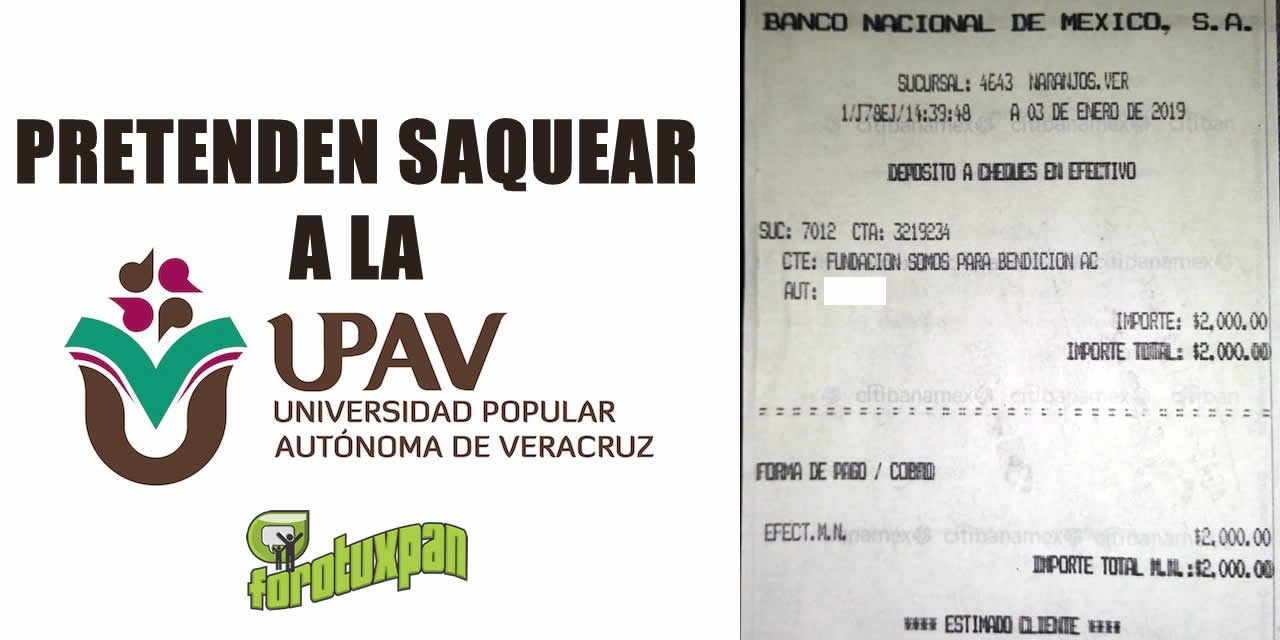 PRETENDEN SAQUEAR
A LA
UPAV
UNIVERSIDAD POPULAR
AUTÓNOMA DE VERACRUZ
forotuxpan
BANCO NACIONAL DE MEXICO, S.A.
SUCURSAL: 4643 NARANJOS.VER
1/J78EJ/14:39:48 A 03 DE ENERO DE 2019
DEPOSITO A CHEQUES EN EFECTIVO
SUC: 7012 CTA: 3219234
CTE: FUNDACION SOMOS PARA BENDICION AC
AUT:
IMPORTE: $2,000.00
IMPORTE TOTAL: $2,000.00
citibanamex citibanamex citiban
FORMA DE PAGO / COBRO
EFECT.M.N. $2,000.00
IMPORTE TOTAL M.N.:$2,000.00
**** ESTIMADO CLIENTE ****